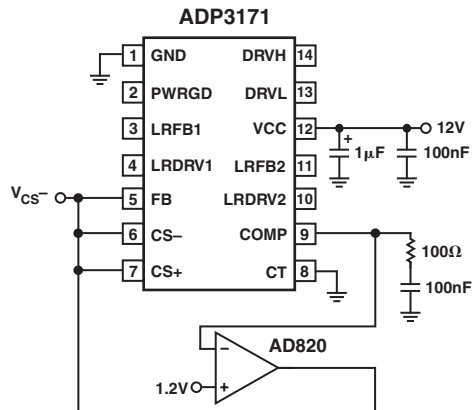 ADP3171
1 GND DRVH 14
2 PWRGD DRVL 13
3 LRFB1 VCC 12
12V
+ 1μF
100nF
4 LRDRV1 LRFB2 11
VCS– 5 FB LRDRV2 10
6 CS– COMP 9
7 CS+ CT 8
100Ω
100nF
AD820
–
1.2V +